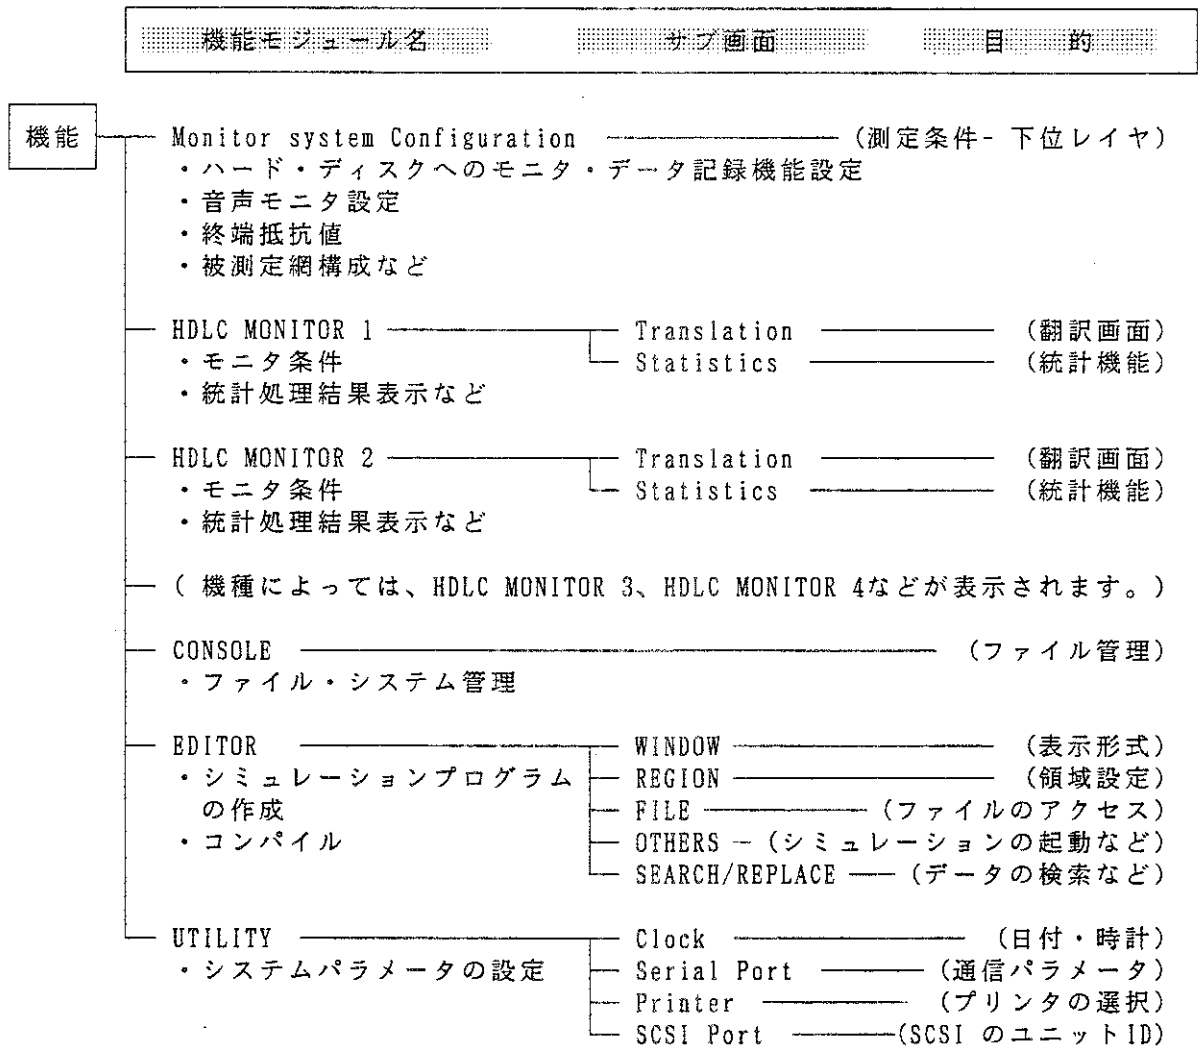 機能モジュール名 サブ画面 目 的
機能 Monitor system Configuration (測定条件- 下位レイヤ)
・ハード・ディスクへのモニタ・データ記録機能設定
・音声モニタ設定
・終端抵抗値
・被測定網構成など
HDLC MONITOR 1 Translation (翻訳画面)
・モニタ条件 Statistics (統計機能)
・統計処理結果表示など
HDLC MONITOR 2 Translation (翻訳画面)
・モニタ条件 Statistics (統計機能)
・統計処理結果表示など
( 機種によっては、HDLC MONITOR 3、HDLC MONITOR 4などが表示されます。)
CONSOLE (ファイル管理)
・ファイル・システム管理
EDITOR WINDOW (表示形式)
・シミュレーションプログラム REGION (領域設定)
の作成 FILE (ファイルのアクセス)
・コンパイル OTHERS (シミュレーションの起動など)
SEARCH/REPLACE (データの検索など)
UTILITY Clock (日付・時計)
・システムパラメータの設定 Serial Port (通信パラメータ)
Printer (プリンタの選択)
SCSI Port (SCSI のユニットID)